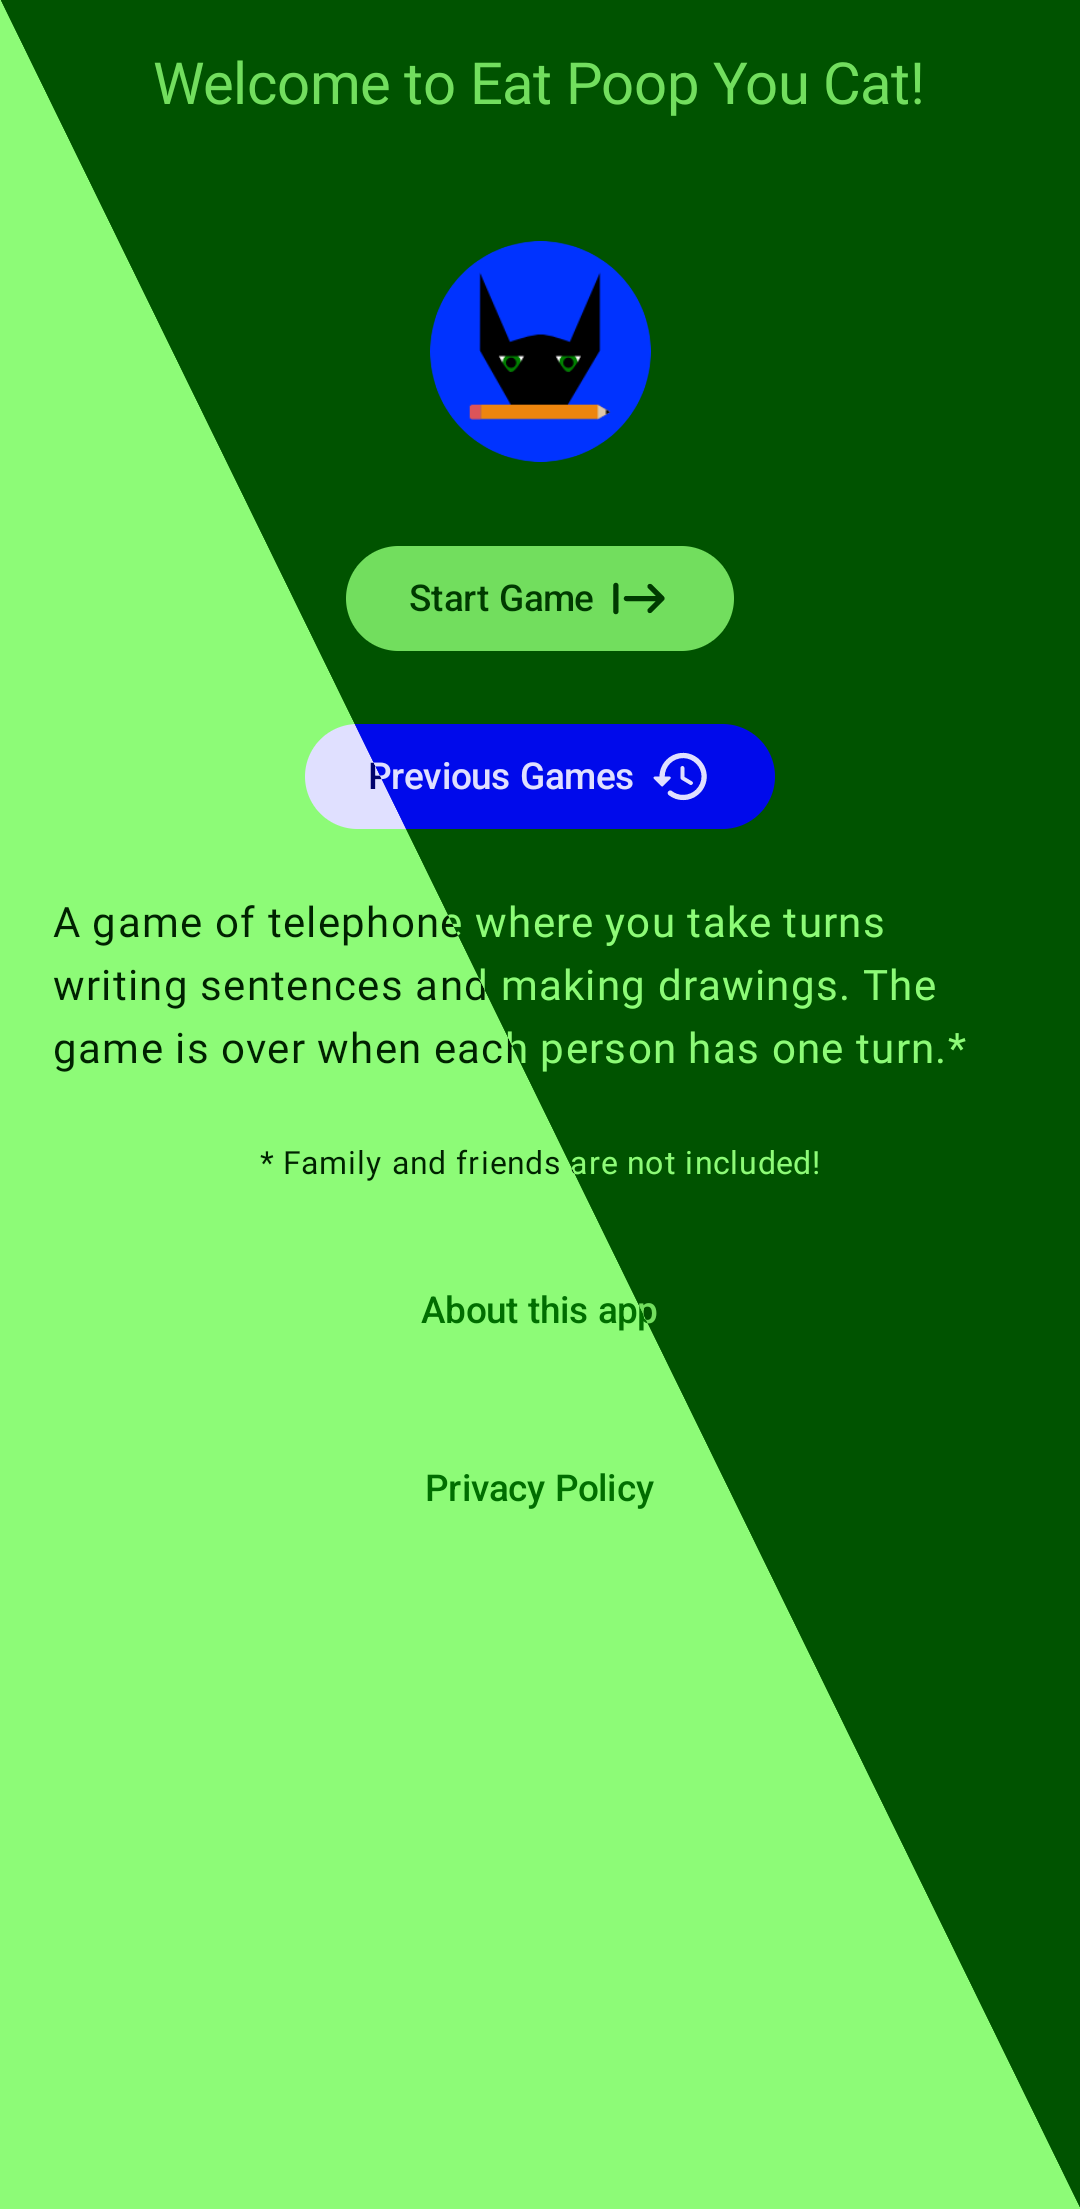 Welcome to Eat Poop You Cat!
Start Game
Previous Games
A game of telephone where you take turns
writing sentences and making drawings. The
game is over when each person has one turn.*
* Family and friends are not included!
About this app
Privacy Policy